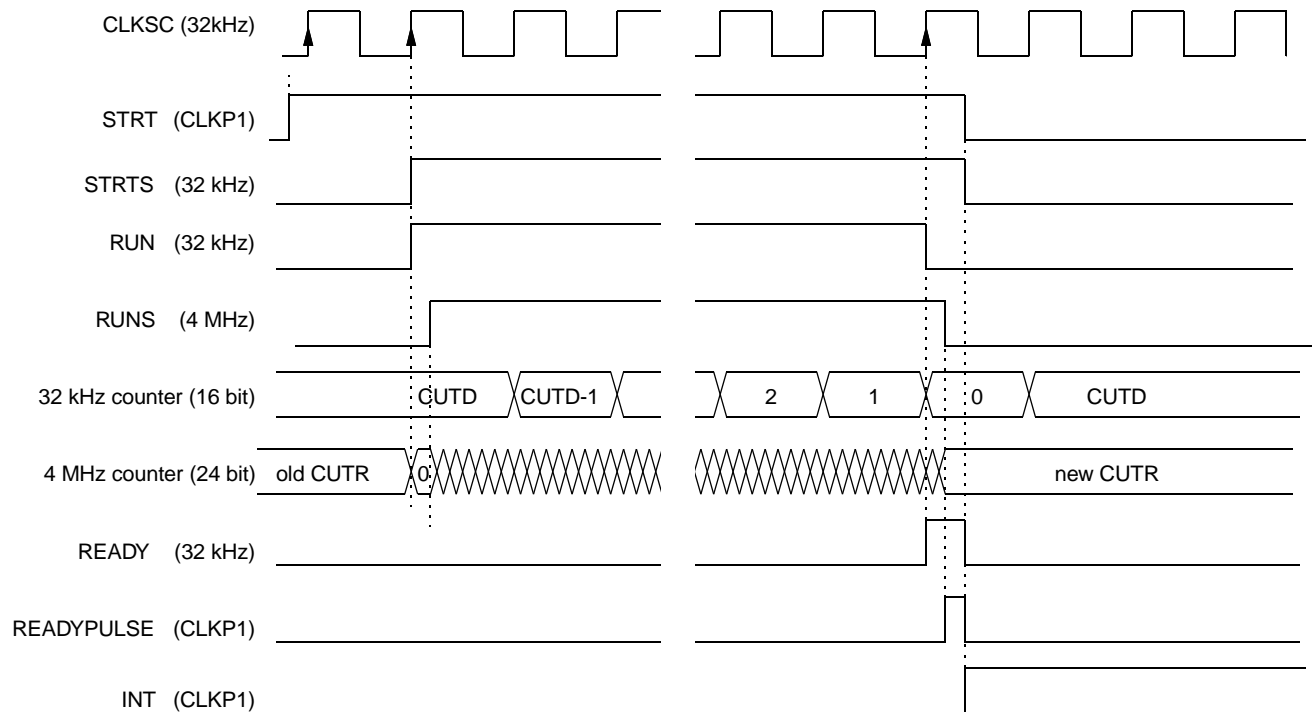 CLKSC (32kHz)
STRT (CLKP1)
STRTS (32 kHz)
RUN (32 kHz)
RUNS (4 MHz)
32 kHz counter (16 bit) CUTD CUTD-1 2 1 0 CUTD
4 MHz counter (24 bit) old CUTR 0 new CUTR
READY (32 kHz)
READYPULSE (CLKP1)
INT (CLKP1)